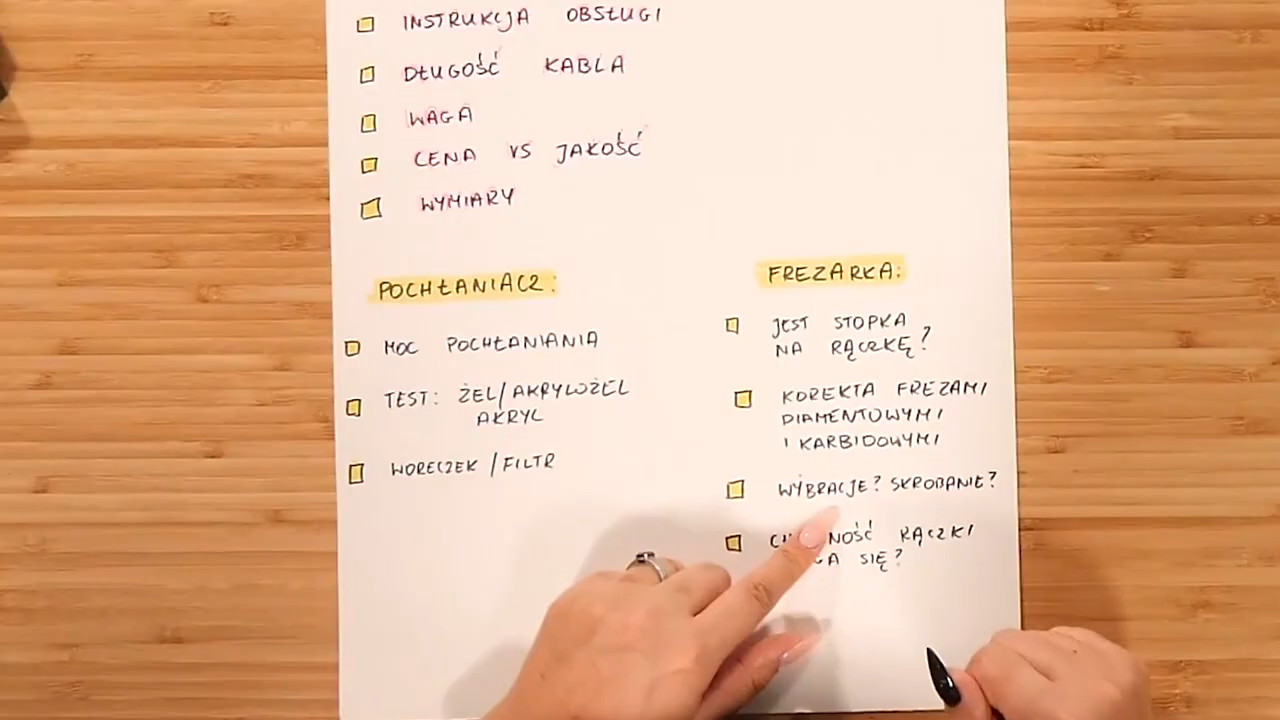 INSTRUKCJA OBSŁUGI
DŁUGOŚĆ KABLA
WAGA
CENA VS JAKOŚĆ
WYMIARY
POCHŁANIACZ:
MOC POCHŁANIANIA
TEST: ŻEL/AKRYLOŻEL
AKRYL
WORECZEK/FILTR
FREZARKA:
JEST STOPKA
NA RĄCZKĘ?
KOREKTA FREZAMI
DIAMENTOWYMI
I KARBIDOWYMI
WYBRACJE? SKROBANIE?
RĄCZKI
SIĘ?